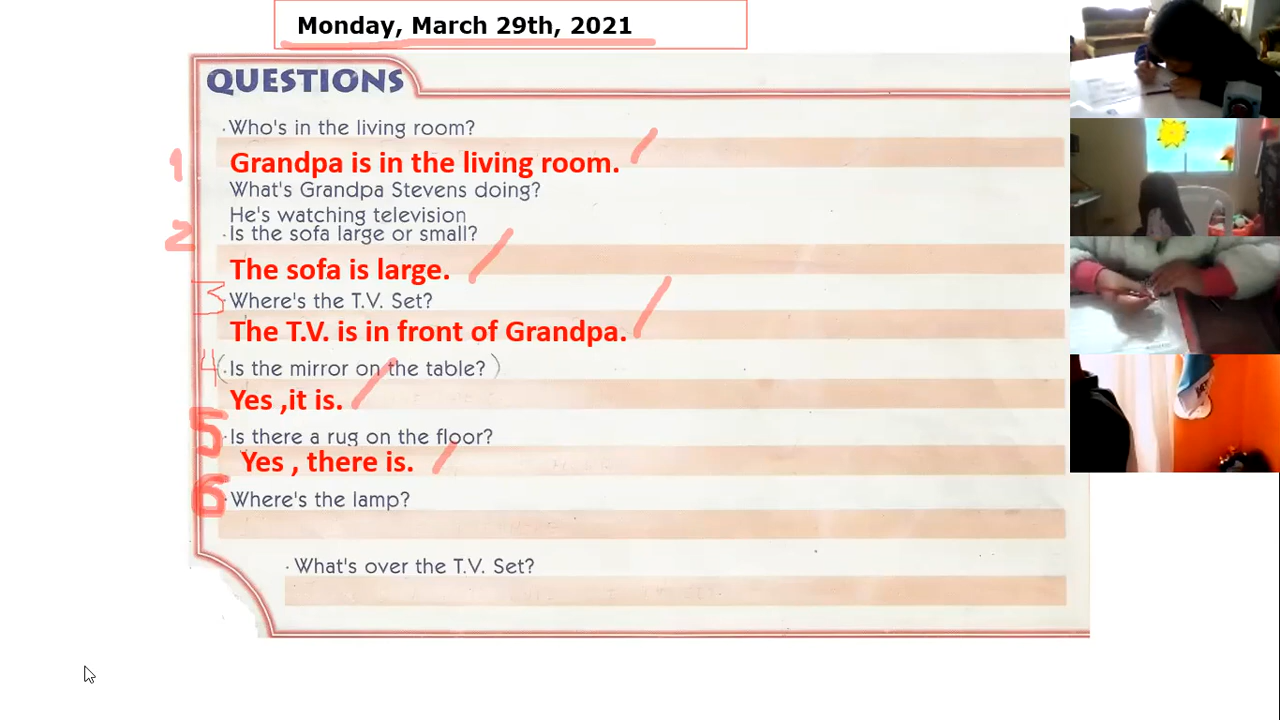 Monday, March 29th, 2021
QUESTIONS
· Who's in the living room?
1 Grandpa is in the living room.
What's Grandpa Stevens doing?
He's watching television
2 · Is the sofa large or small?
The sofa is large.
3 · Where's the T.V. Set?
The T.V. is in front of Grandpa.
4 ( · Is the mirror on the table? )
Yes ,it is.
5 · Is there a rug on the floor?
Yes , there is.
6 · Where's the lamp?
· What's over the T.V. Set?